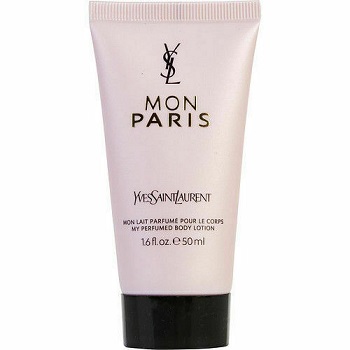 YSL
MON
PARIS
YVESSAINTLAURENT
MON LAIT PARFUMÉ POUR LE CORPS
MY PERFUMED BODY LOTION
1.6 fl.oz. ℮ 50 ml